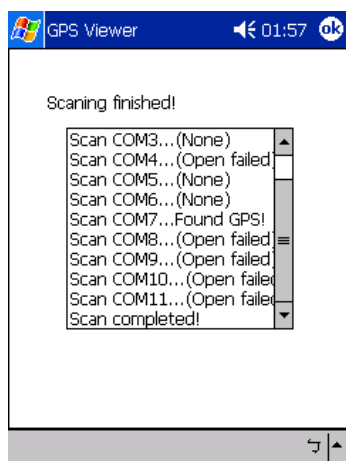 GPS Viewer 01:57 ok
Scaning finished!
Scan COM3...(None)
Scan COM4...(Open failed)
Scan COM5...(None)
Scan COM6...(None)
Scan COM7...Found GPS!
Scan COM8...(Open failed)
Scan COM9...(Open failed)
Scan COM10...(Open failed
Scan COM11...(Open failed
Scan completed!